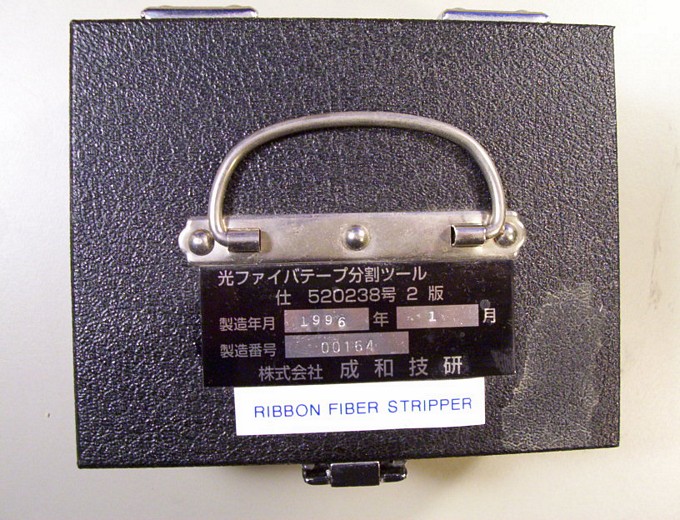 光ファイバテープ分割ツール
仕 520238号 2 版
製造年月 1996 年 1 月
製造番号 00164
株式会社 成和技研
RIBBON FIBER STRIPPER